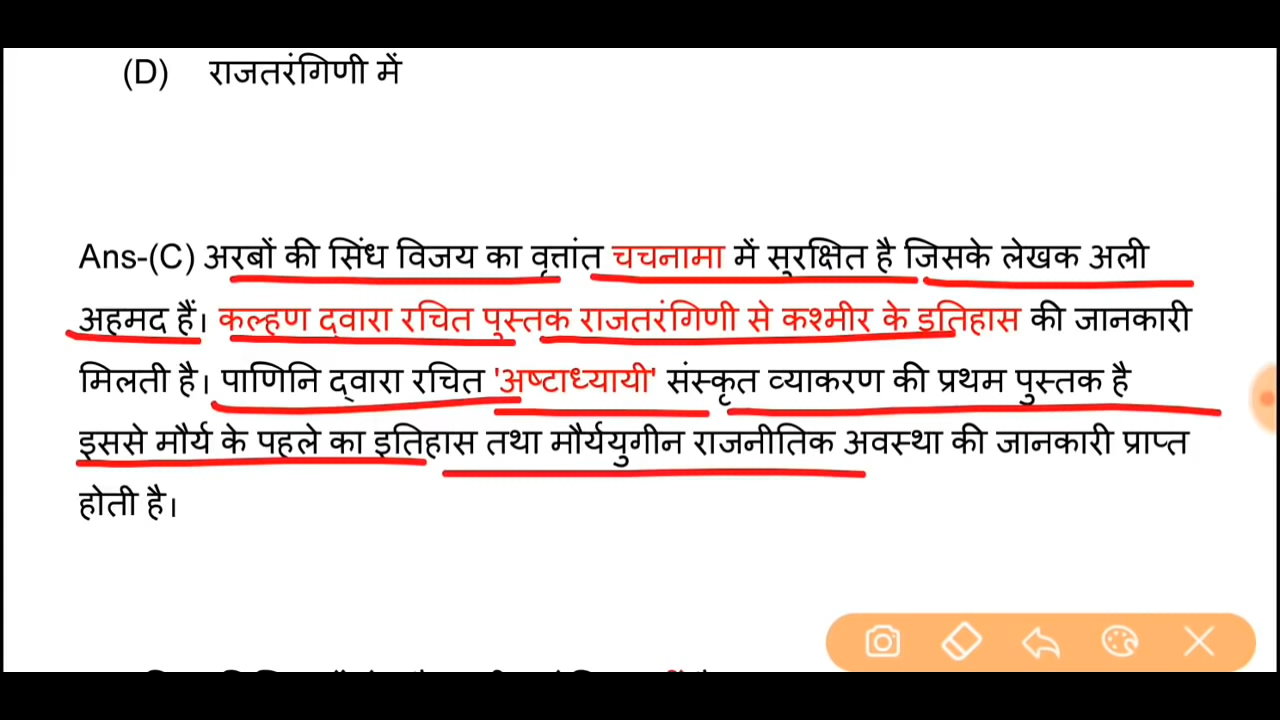 (D) राजतरंगिणी में
Ans-(C) अरबों की सिंध विजय का वृत्तांत चचनामा में सुरक्षित है जिसके लेखक अली
अहमद हैं। कल्हण द्वारा रचित पुस्तक राजतरंगिणी से कश्मीर के इतिहास की जानकारी
मिलती है। पाणिनि द्वारा रचित 'अष्टाध्यायी' संस्कृत व्याकरण की प्रथम पुस्तक है
इससे मौर्य के पहले का इतिहास तथा मौर्ययुगीन राजनीतिक अवस्था की जानकारी प्राप्त
होती है।